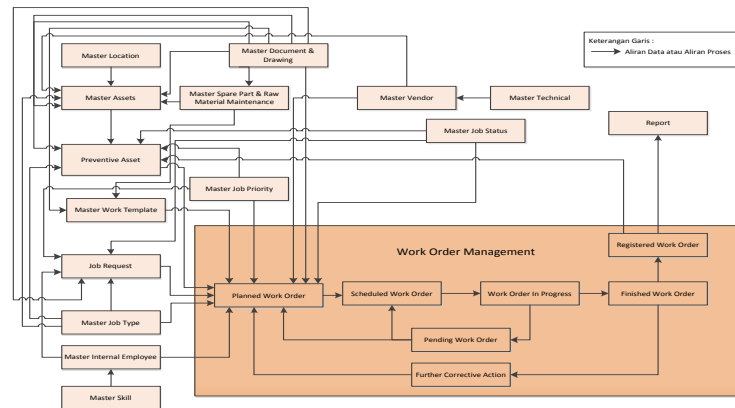 Keterangan Garis :
Aliran Data atau Aliran Proses
Master Location
Master Document &
Drawing
Master Assets
Master Spare Part & Raw
Material Maintenance
Master Vendor
Master Technical
Report
Master Job Status
Preventive Asset
Master Job Priority
Master Work Template
Work Order Management
Registered Work Order
Job Request
Planned Work Order
Scheduled Work Order
Work Order In Progress
Finished Work Order
Master Job Type
Pending Work Order
Master Internal Employee
Further Corrective Action
Master Skill